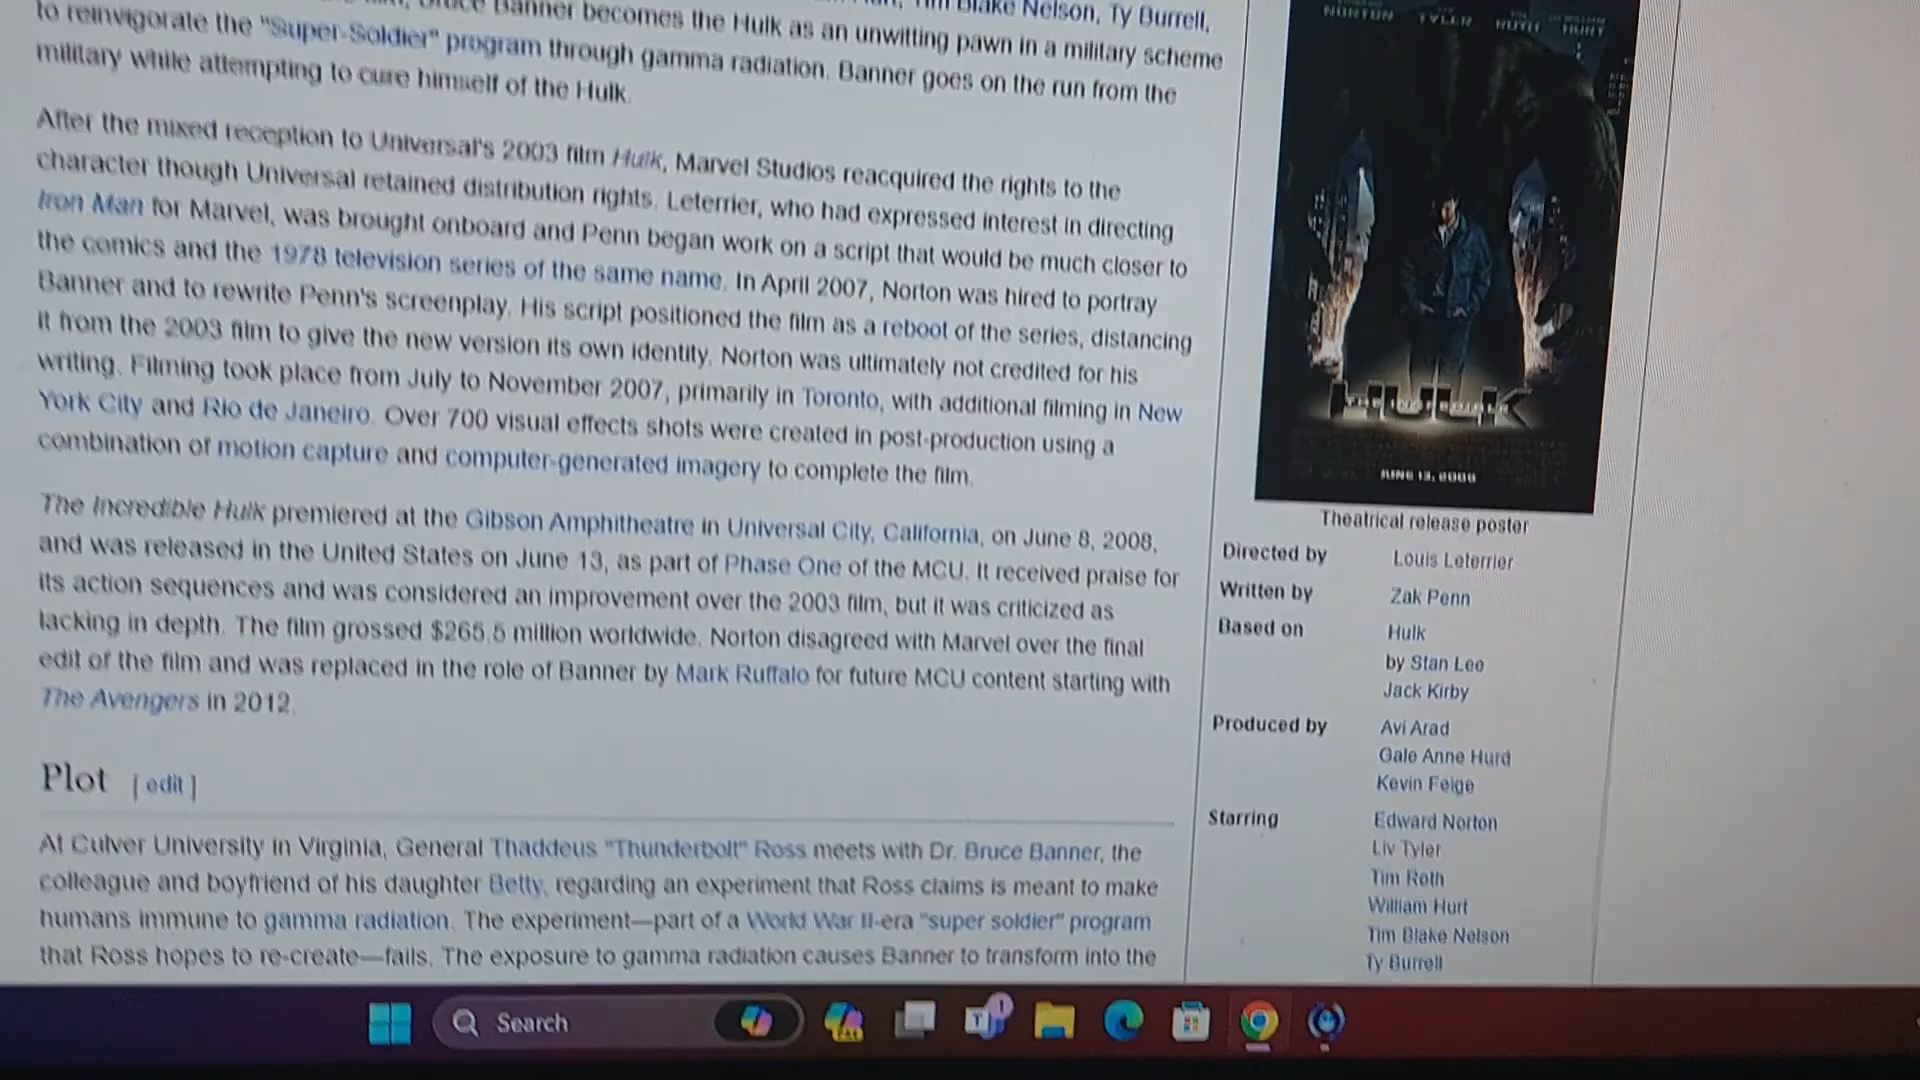 Bruce Banner becomes the Hulk as an unwitting pawn in a military scheme
Tim Blake Nelson, Ty Burrell,
to reinvigorate the "Super-Soldier" program through gamma radiation. Banner goes on the run from the
military while attempting to cure himself of the Hulk.
After the mixed reception to Universal's 2003 film Hulk, Marvel Studios reacquired the rights to the
character though Universal retained distribution rights. Leterrier, who had expressed interest in directing
Iron Man for Marvel, was brought onboard and Penn began work on a script that would be much closer to
the comics and the 1978 television series of the same name. In April 2007, Norton was hired to portray
Banner and to rewrite Penn's screenplay. His script positioned the film as a reboot of the series, distancing
it from the 2003 film to give the new version its own identity. Norton was ultimately not credited for his
writing. Filming took place from July to November 2007, primarily in Toronto, with additional filming in New
York City and Rio de Janeiro. Over 700 visual effects shots were created in post-production using a
combination of motion capture and computer-generated imagery to complete the film.
The Incredible Hulk premiered at the Gibson Amphitheatre in Universal City, California, on June 8, 2008,
and was released in the United States on June 13, as part of Phase One of the MCU. It received praise for
its action sequences and was considered an improvement over the 2003 film, but it was criticized as
lacking in depth. The film grossed $265.5 million worldwide. Norton disagreed with Marvel over the final
edit of the film and was replaced in the role of Banner by Mark Ruffalo for future MCU content starting with
The Avengers in 2012.
Plot [ edit ]
At Culver University in Virginia, General Thaddeus "Thunderbolt" Ross meets with Dr. Bruce Banner, the
colleague and boyfriend of his daughter Betty, regarding an experiment that Ross claims is meant to make
humans immune to gamma radiation. The experiment—part of a World War II-era "super soldier" program
that Ross hopes to re-create—fails. The exposure to gamma radiation causes Banner to transform into the
NORTON TYLER ROTH HURT
THE INCREDIBLE
HULK
JUNE 13, 2008
Theatrical release poster
Directed by Louis Leterrier
Written by Zak Penn
Based on Hulk
by Stan Lee
Jack Kirby
Produced by Avi Arad
Gale Anne Hurd
Kevin Feige
Starring Edward Norton
Liv Tyler
Tim Roth
William Hurt
Tim Blake Nelson
Ty Burrell
Search